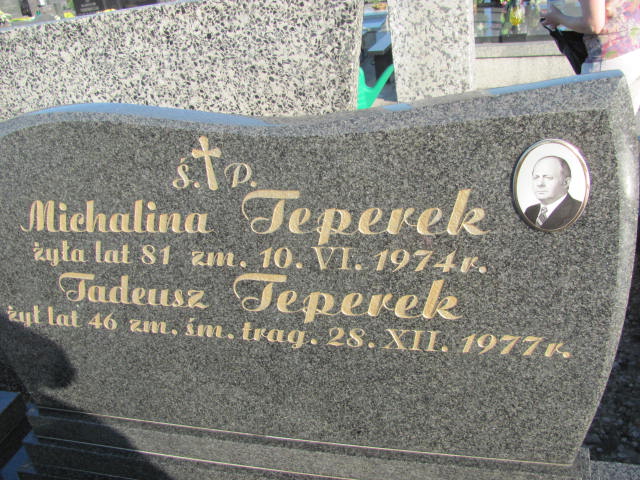 Ś. P.
Michalina Teperek
żyła lat 81 zm. 10. VI. 1974 r.
Tadeusz Teperek
żył lat 46 zm. śm. trag. 28. XII. 1977 r.